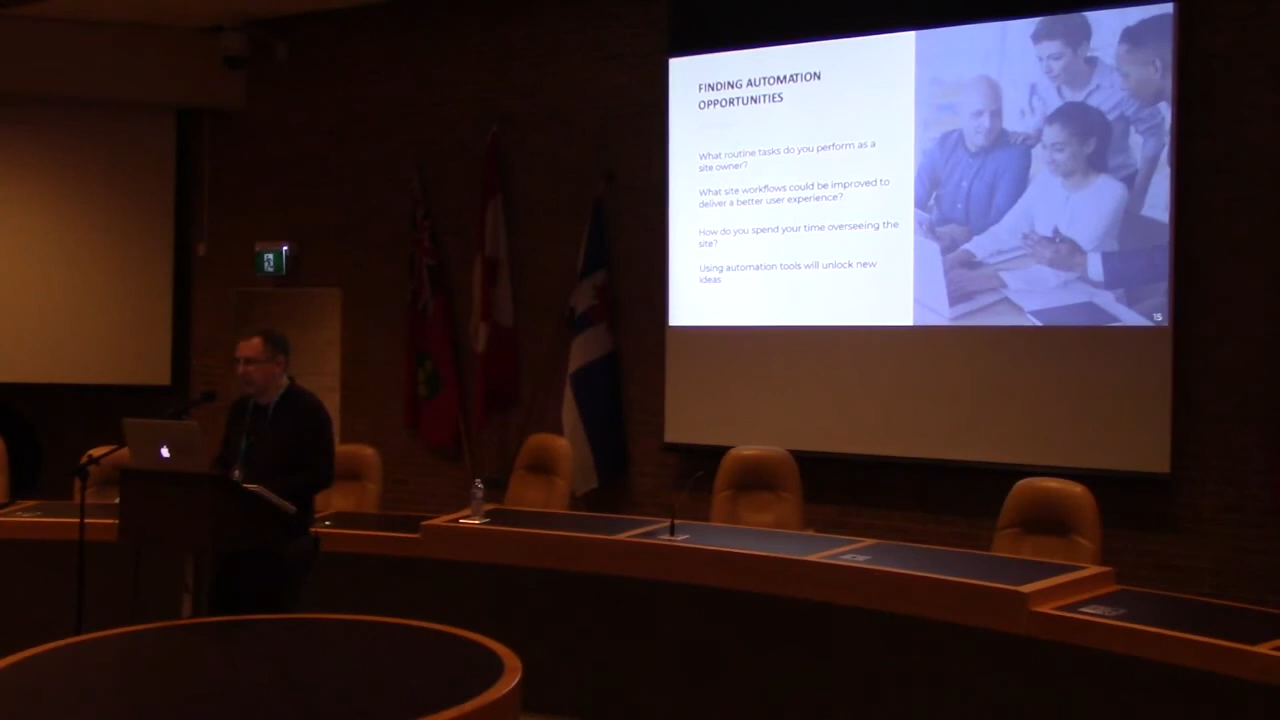 FINDING AUTOMATION
OPPORTUNITIES
What routine tasks do you perform as a
site owner?
What site workflows could be improved to
deliver a better user experience?
How do you spend your time overseeing the
site?
Using automation tools will unlock new
ideas
15